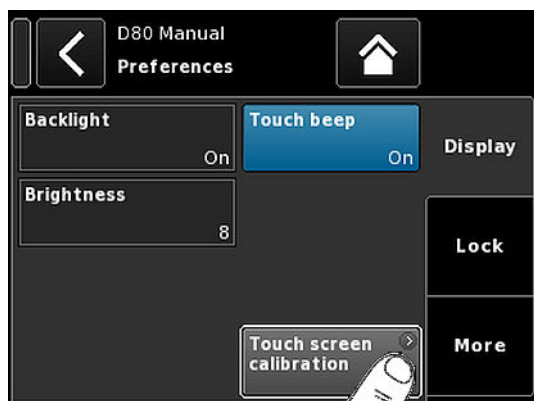 D80 Manual
Preferences
Backlight
On
Touch beep
On
Display
Brightness
8
Lock
Touch screen
calibration
More